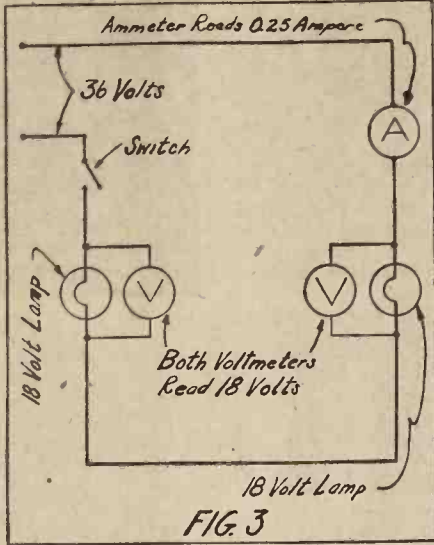 Ammeter Reads 0.25 Ampere
36 Volts
Switch
A
18 Volt Lamp
V
V
Both Voltmeters
Read 18 Volts
18 Volt Lamp
FIG. 3